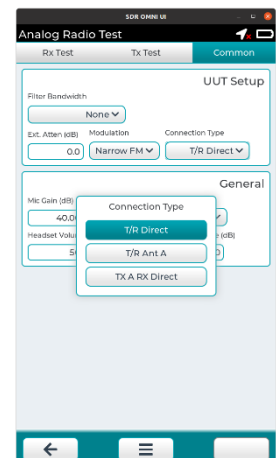 SDR OMNI UI
Analog Radio Test
Rx Test Tx Test Common
UUT Setup
Filter Bandwidth
None
Ext. Atten (dB) Modulation Connection Type
0.0 Narrow FM T/R Direct
General
Mic Gain (dB)
40.0
Headset Volu (dB)
Connection Type
T/R Direct
T/R Ant A
TX A RX Direct